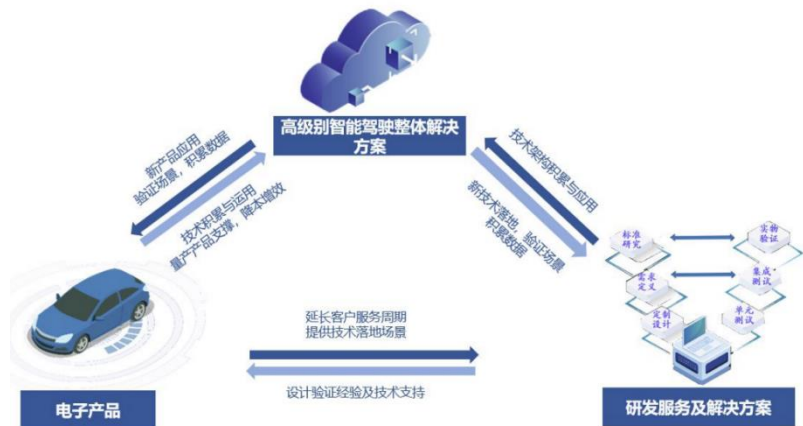 高级别智能驾驶整体解决
方案
新产品应用
验证场景，积累数据
技术积累与运用
量产产品支撑，降本增效
技术架构积累与应用
新技术落地，验证场景
积累数据
标准
研究
实物
验证
需求
定义
集成
测试
定制
设计
单元
测试
延长客户服务周期
提供技术落地场景
设计验证经验及技术支持
电子产品
研发服务及解决方案